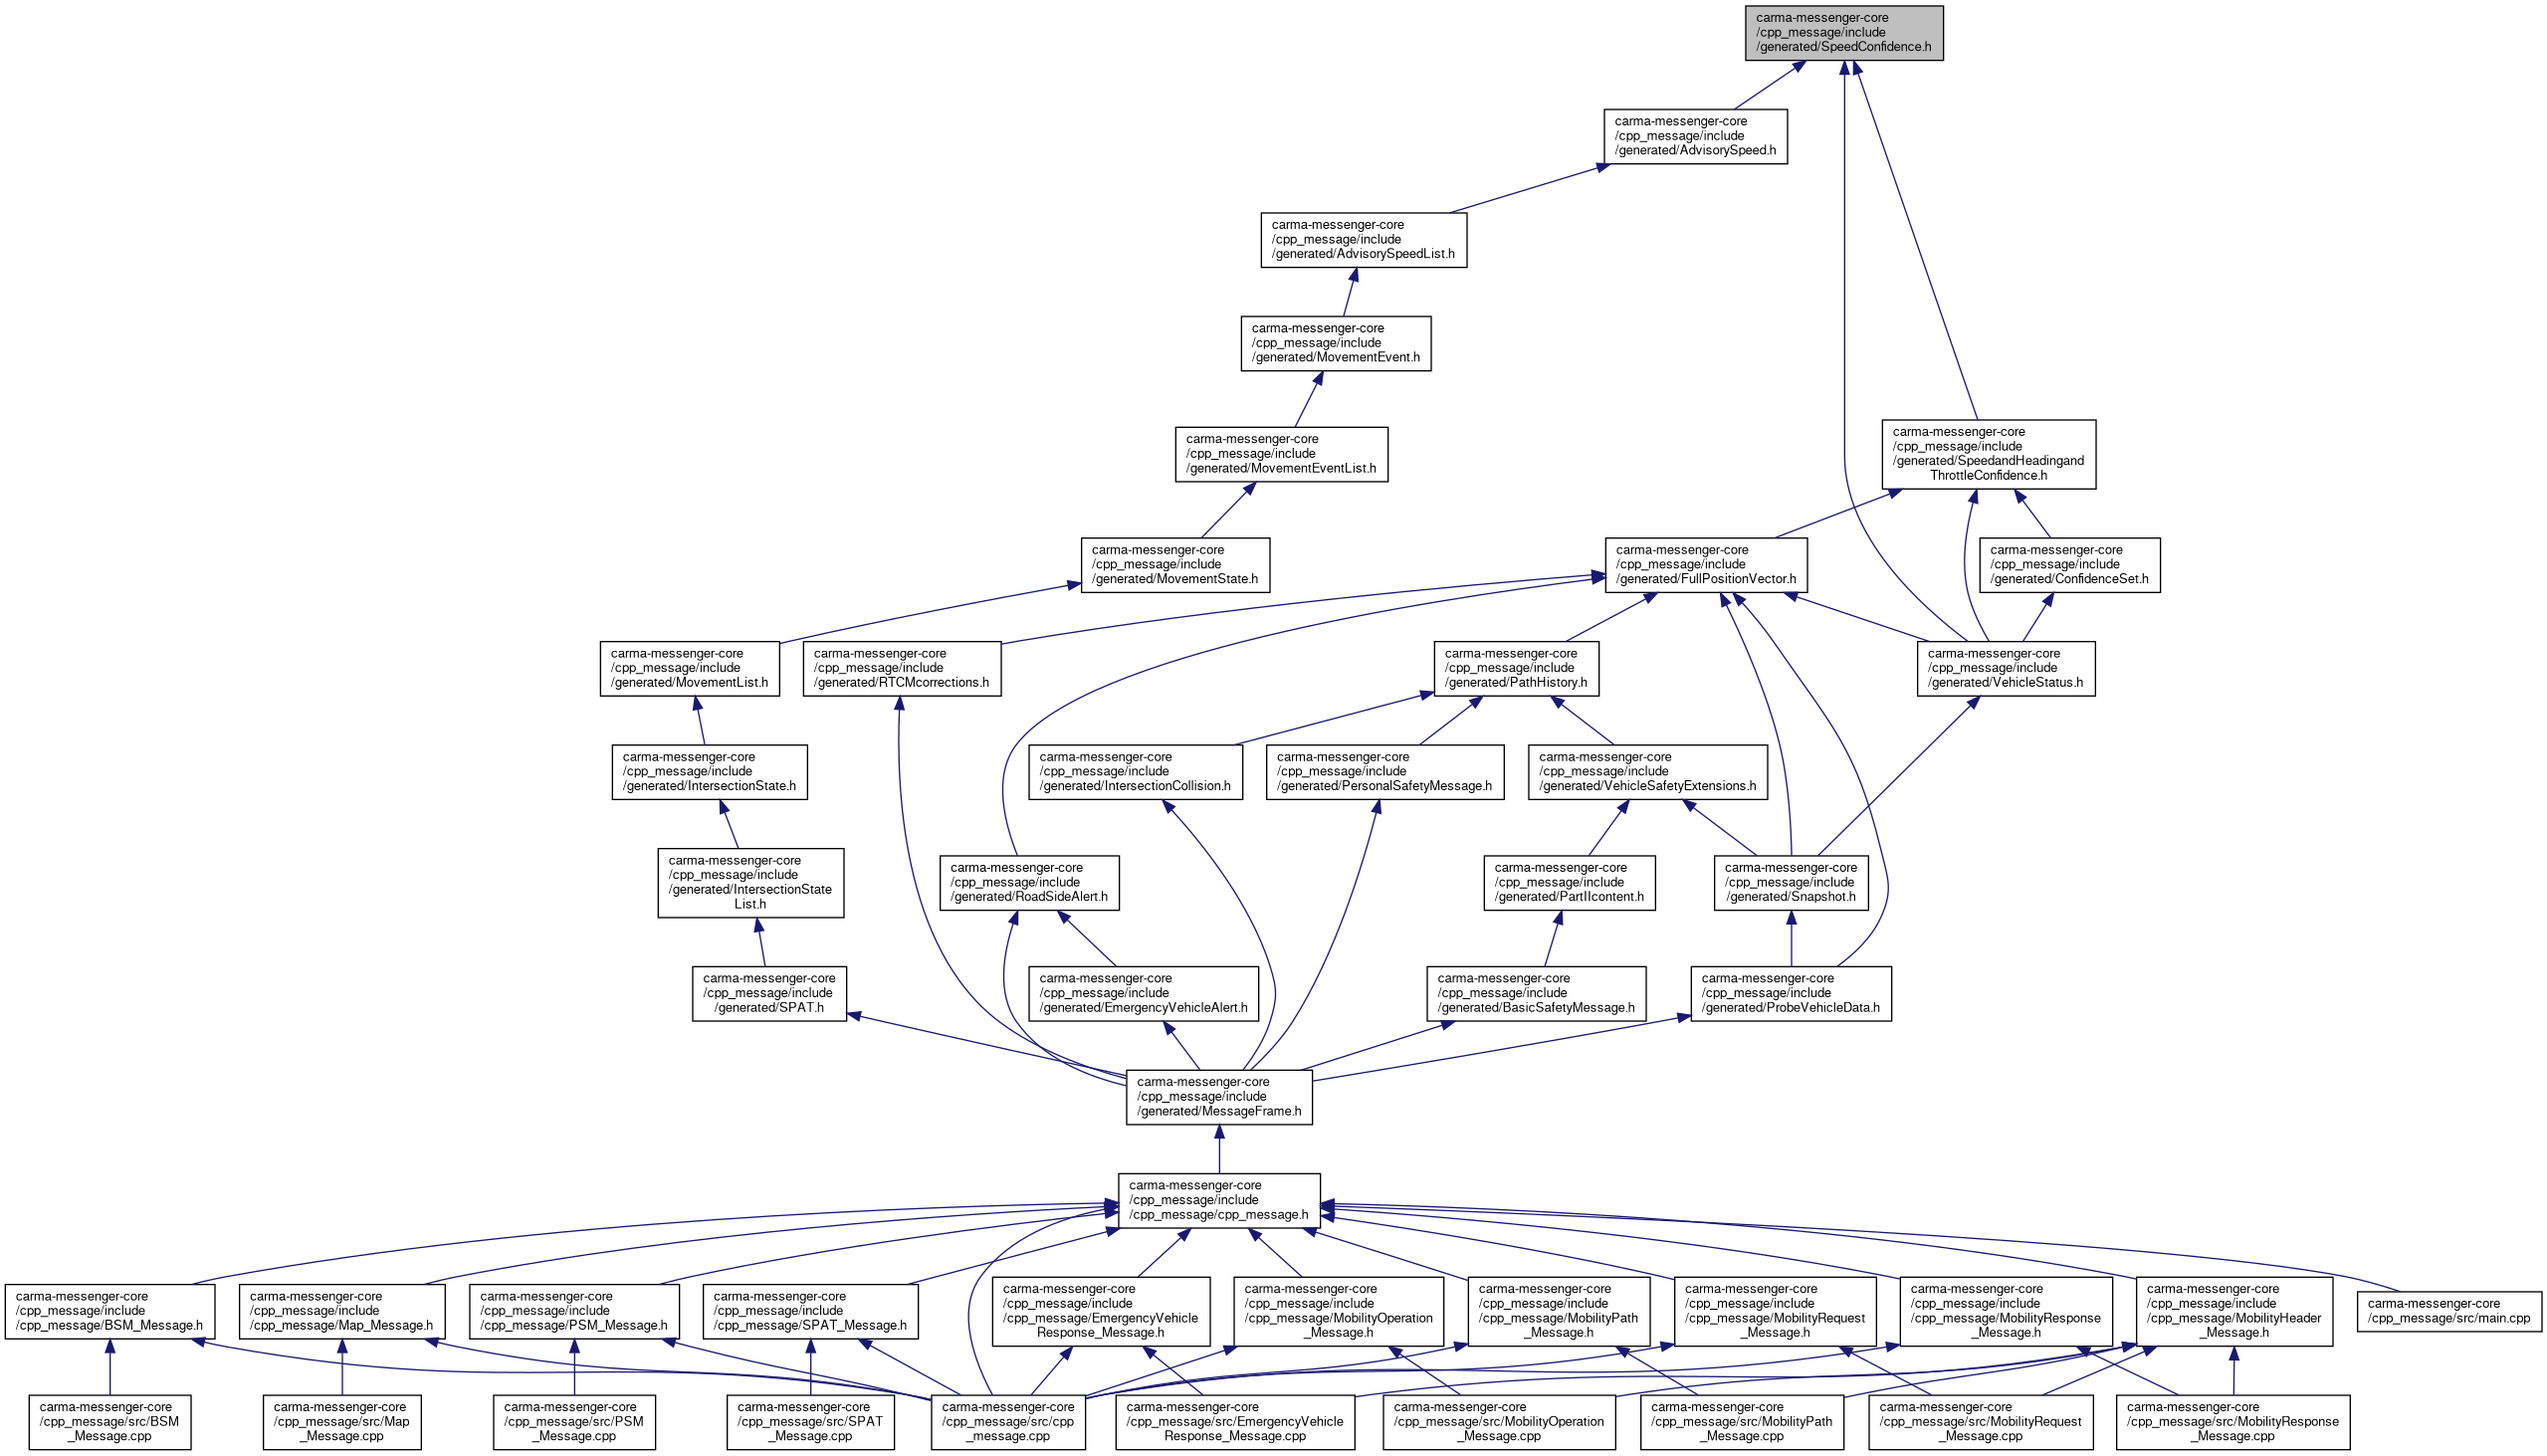 carma-messenger-core
/cpp_message/include
/generated/SpeedConfidence.h
carma-messenger-core
/cpp_message/include
/generated/AdvisorySpeed.h
carma-messenger-core
/cpp_message/include
/generated/AdvisorySpeedList.h
carma-messenger-core
/cpp_message/include
/generated/MovementEvent.h
carma-messenger-core
/cpp_message/include
/generated/MovementEventList.h
carma-messenger-core
/cpp_message/include
/generated/SpeedandHeadingand
ThrottleConfidence.h
carma-messenger-core
/cpp_message/include
/generated/MovementState.h
carma-messenger-core
/cpp_message/include
/generated/FullPositionVector.h
carma-messenger-core
/cpp_message/include
/generated/ConfidenceSet.h
carma-messenger-core
/cpp_message/include
/generated/MovementList.h
carma-messenger-core
/cpp_message/include
/generated/RTCMcorrections.h
carma-messenger-core
/cpp_message/include
/generated/PathHistory.h
carma-messenger-core
/cpp_message/include
/generated/VehicleStatus.h
carma-messenger-core
/cpp_message/include
/generated/IntersectionState.h
carma-messenger-core
/cpp_message/include
/generated/IntersectionCollision.h
carma-messenger-core
/cpp_message/include
/generated/PersonalSafetyMessage.h
carma-messenger-core
/cpp_message/include
/generated/VehicleSafetyExtensions.h
carma-messenger-core
/cpp_message/include
/generated/IntersectionState
List.h
carma-messenger-core
/cpp_message/include
/generated/RoadSideAlert.h
carma-messenger-core
/cpp_message/include
/generated/PartIIcontent.h
carma-messenger-core
/cpp_message/include
/generated/Snapshot.h
carma-messenger-core
/cpp_message/include
/generated/SPAT.h
carma-messenger-core
/cpp_message/include
/generated/EmergencyVehicleAlert.h
carma-messenger-core
/cpp_message/include
/generated/BasicSafetyMessage.h
carma-messenger-core
/cpp_message/include
/generated/ProbeVehicleData.h
carma-messenger-core
/cpp_message/include
/generated/MessageFrame.h
carma-messenger-core
/cpp_message/include
/cpp_message/cpp_message.h
carma-messenger-core
/cpp_message/include
/cpp_message/BSM_Message.h
carma-messenger-core
/cpp_message/include
/cpp_message/Map_Message.h
carma-messenger-core
/cpp_message/include
/cpp_message/PSM_Message.h
carma-messenger-core
/cpp_message/include
/cpp_message/SPAT_Message.h
carma-messenger-core
/cpp_message/include
/cpp_message/EmergencyVehicle
Response_Message.h
carma-messenger-core
/cpp_message/include
/cpp_message/MobilityOperation
_Message.h
carma-messenger-core
/cpp_message/include
/cpp_message/MobilityPath
_Message.h
carma-messenger-core
/cpp_message/include
/cpp_message/MobilityRequest
_Message.h
carma-messenger-core
/cpp_message/include
/cpp_message/MobilityResponse
_Message.h
carma-messenger-core
/cpp_message/include
/cpp_message/MobilityHeader
_Message.h
carma-messenger-core
/cpp_message/src/main.cpp
carma-messenger-core
/cpp_message/src/BSM
_Message.cpp
carma-messenger-core
/cpp_message/src/Map
_Message.cpp
carma-messenger-core
/cpp_message/src/PSM
_Message.cpp
carma-messenger-core
/cpp_message/src/SPAT
_Message.cpp
carma-messenger-core
/cpp_message/src/cpp
_message.cpp
carma-messenger-core
/cpp_message/src/EmergencyVehicle
Response_Message.cpp
carma-messenger-core
/cpp_message/src/MobilityOperation
_Message.cpp
carma-messenger-core
/cpp_message/src/MobilityPath
_Message.cpp
carma-messenger-core
/cpp_message/src/MobilityRequest
_Message.cpp
carma-messenger-core
/cpp_message/src/MobilityResponse
_Message.cpp